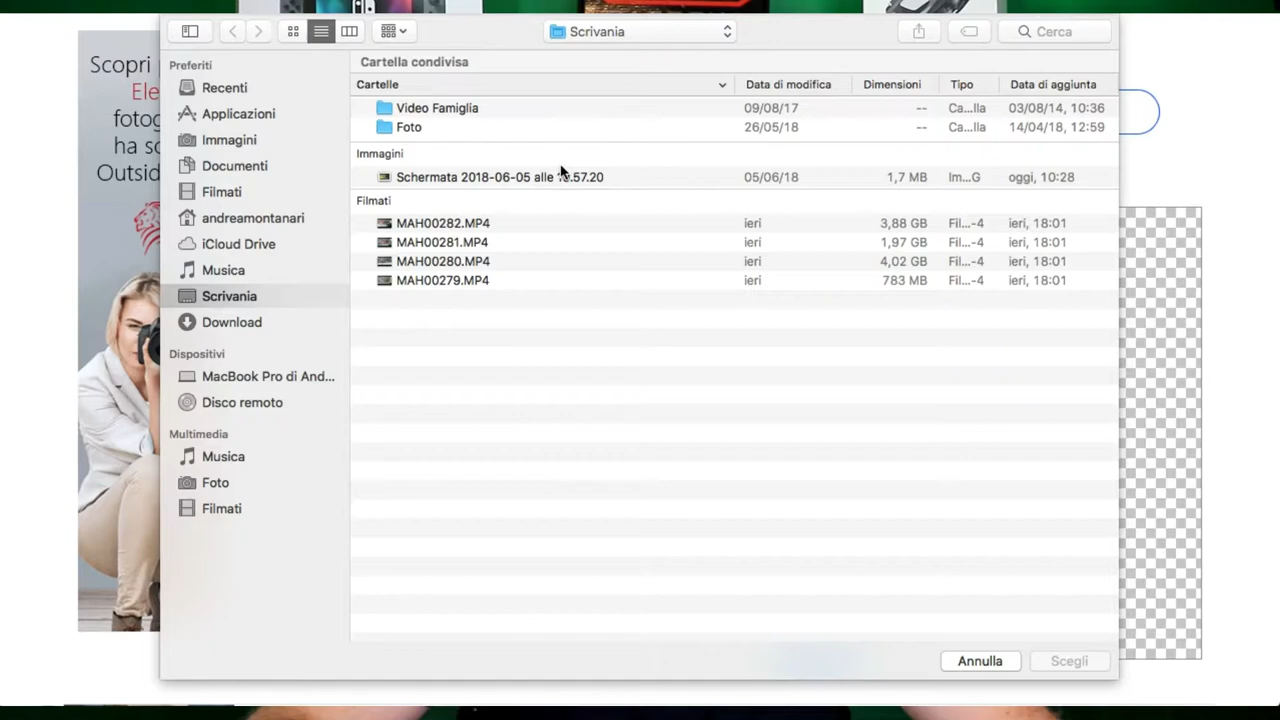 Scopri
Ele
fotog
ha sc
Outsid
Scrivania
Cerca
Preferiti
Recenti
Applicazioni
Immagini
Documenti
Filmati
andreamontanari
iCloud Drive
Musica
Scrivania
Download
Dispositivi
MacBook Pro di And...
Disco remoto
Multimedia
Musica
Foto
Filmati
Cartella condivisa
Cartelle Data di modifica Dimensioni Tipo Data di aggiunta
Video Famiglia 09/08/17 -- Ca...lla 03/08/14, 10:36
Foto 26/05/18 -- Ca...lla 14/04/18, 12:59
Immagini
Schermata 2018-06-05 alle .57.20 05/06/18 1,7 MB Im...G oggi, 10:28
Filmati
MAH00282.MP4 ieri 3,88 GB Fil...-4 ieri, 18:01
MAH00281.MP4 ieri 1,97 GB Fil...-4 ieri, 18:01
MAH00280.MP4 ieri 4,02 GB Fil...-4 ieri, 18:01
MAH00279.MP4 ieri 783 MB Fil...-4 ieri, 18:01
Annulla Scegli